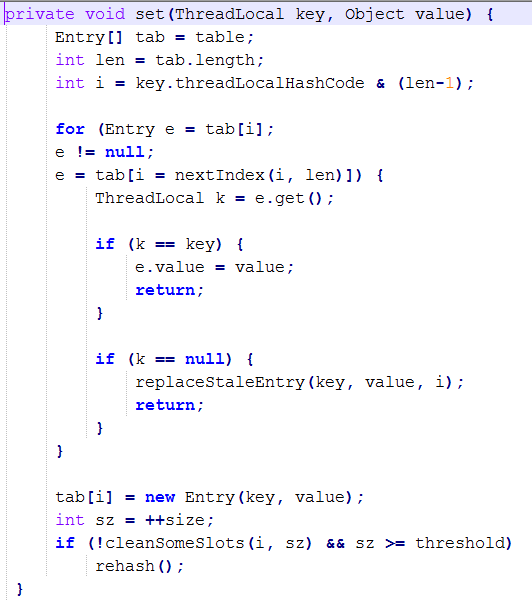 private void set(ThreadLocal key, Object value) {
Entry[] tab = table;
int len = tab.length;
int i = key.threadLocalHashCode & (len-1);
for (Entry e = tab[i];
e != null;
e = tab[i = nextIndex(i, len)]) {
ThreadLocal k = e.get();
if (k == key) {
e.value = value;
return;
}
if (k == null) {
replaceStaleEntry(key, value, i);
return;
}
}
tab[i] = new Entry(key, value);
int sz = ++size;
if (!cleanSomeSlots(i, sz) && sz >= threshold)
rehash();
}